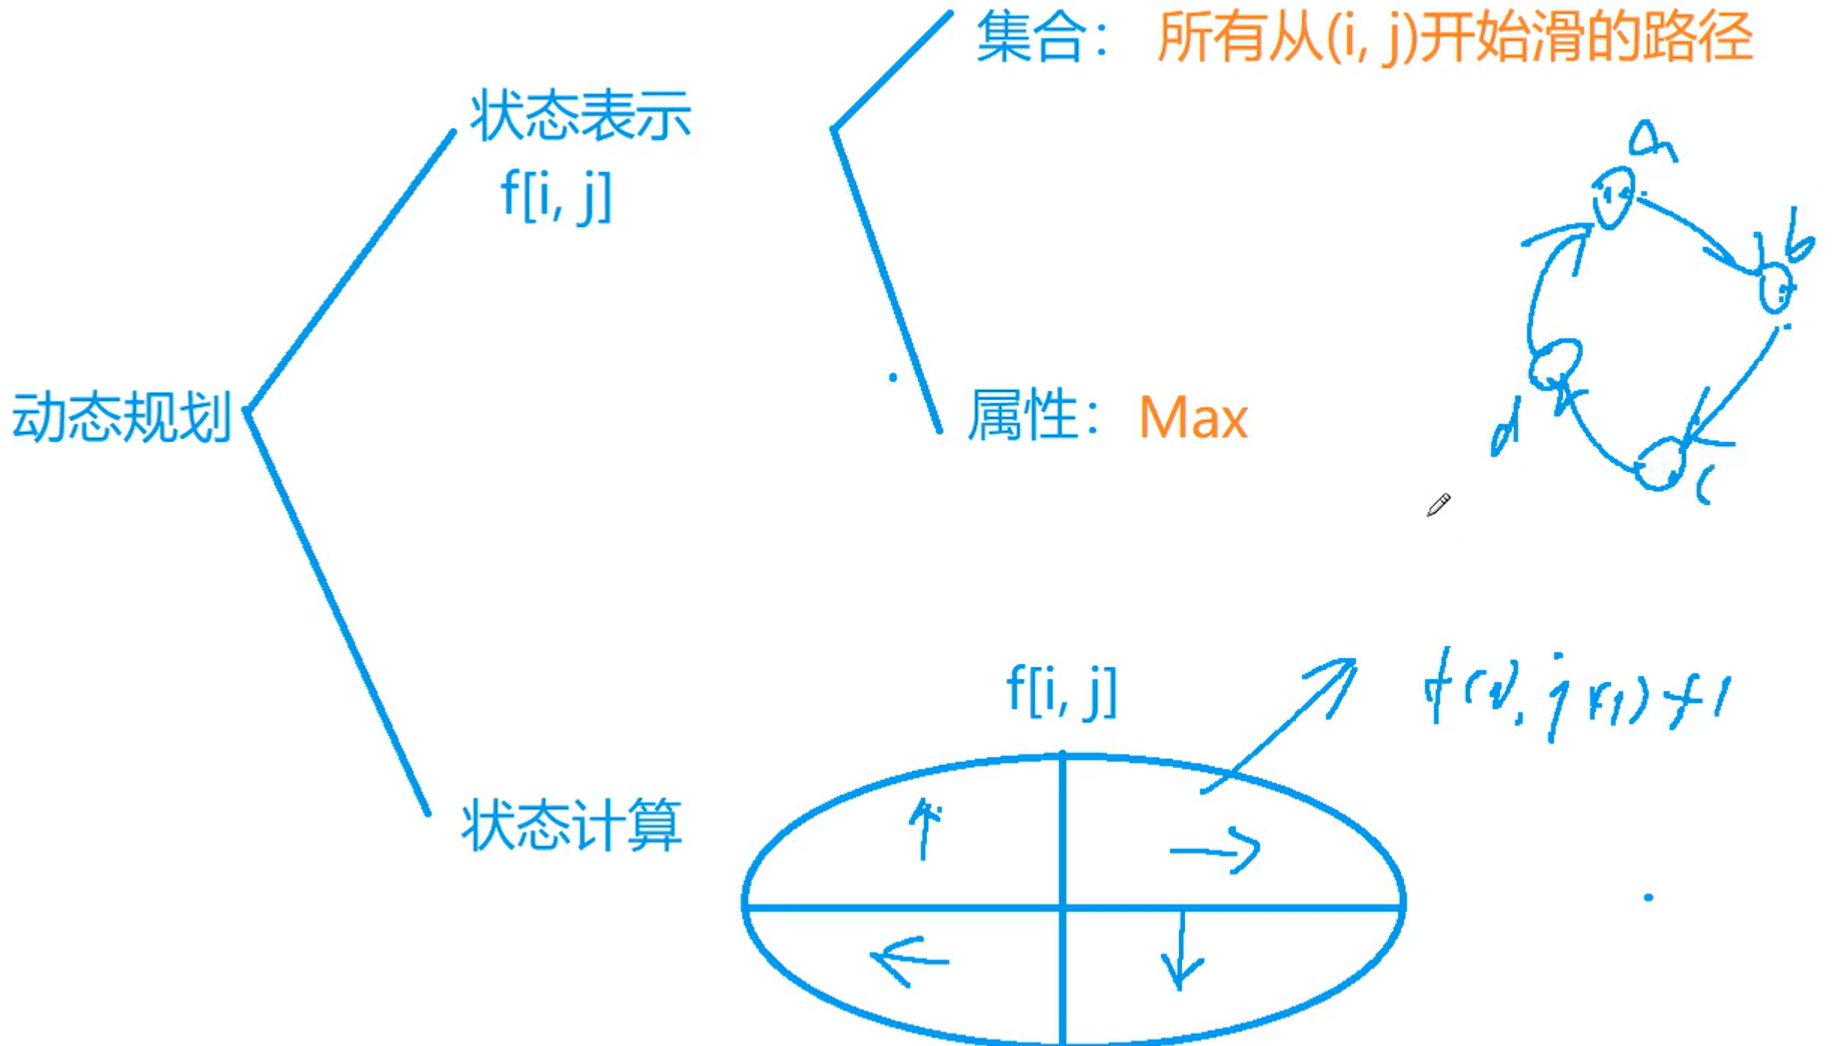 集合： 所有从(i, j)开始滑的路径
状态表示
f[i, j]
a
b
动态规划
属性：Max
d
c
f[i, j]
f(i, j+1)+1
状态计算